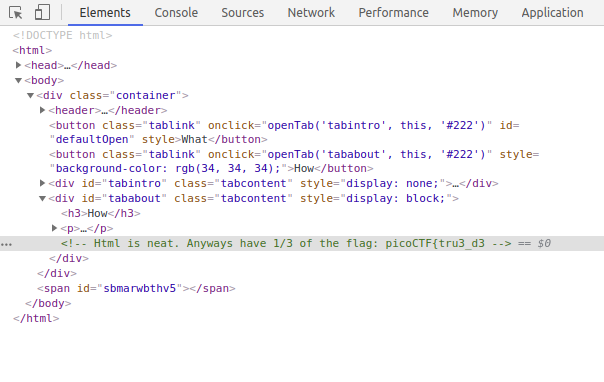 Elements Console Sources Network Performance Memory Application
<!DOCTYPE html>
<html>
<head>…</head>
<body>
<div class="container">
<header>…</header>
<button class="tablink" onclick="openTab('tabintro', this, '#222')" id=
"defaultOpen" style>What</button>
<button class="tablink" onclick="openTab('tababout', this, '#222')" style=
"background-color: rgb(34, 34, 34);">How</button>
<div id="tabintro" class="tabcontent" style="display: none;">…</div>
<div id="tababout" class="tabcontent" style="display: block;">
<h3>How</h3>
<p>…</p>
<!-- Html is neat. Anyways have 1/3 of the flag: picoCTF{tru3_d3 --> == $0
</div>
</div>
<span id="sbmarwbthv5"></span>
</body>
</html>